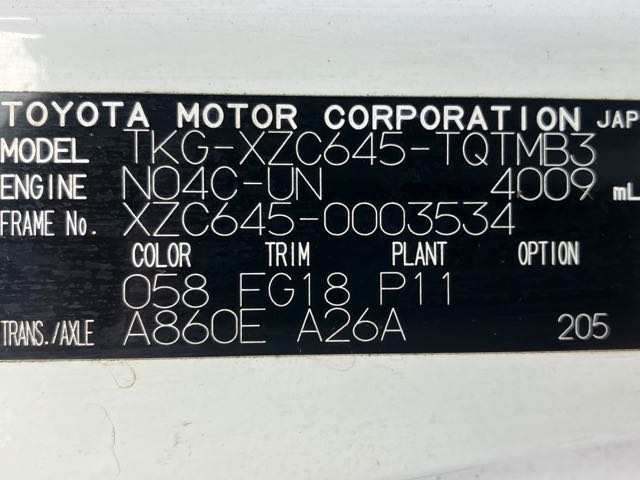 TOYOTA MOTOR CORPORATION JAP
MODEL TKG-XZC645-TQTMB3
ENGINE N04C-UN 4009 mL
FRAME No. XZC645-0003534
COLOR TRIM PLANT OPTION
058 FG18 P11
TRANS./AXLE A860E A26A 205